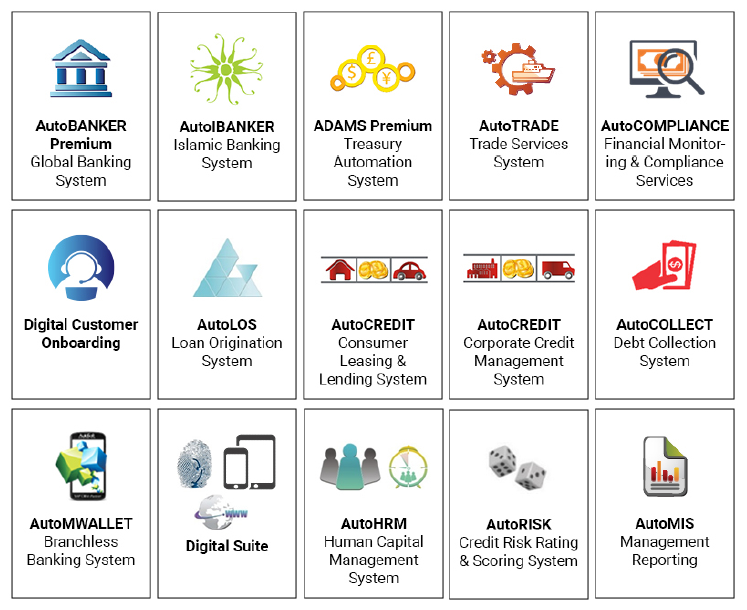 AutoBANKER
Premium
Global Banking
System
AutoIBANKER
Islamic Banking
System
ADAMS Premium
Treasury
Automation
System
AutoTRADE
Trade Services
System
AutoCOMPLIANCE
Financial Monitor-
ing & Compliance
Services
Digital Customer
Onboarding
AutoLOS
Loan Origination
System
AutoCREDIT
Consumer
Leasing &
Lending System
AutoCREDIT
Corporate Credit
Management
System
AutoCOLLECT
Debt Collection
System
AutoMWALLET
Branchless
Banking System
www
Digital Suite
AutoHRM
Human Capital
Management
System
AutoRISK
Credit Risk Rating
& Scoring System
AutoMIS
Management
Reporting